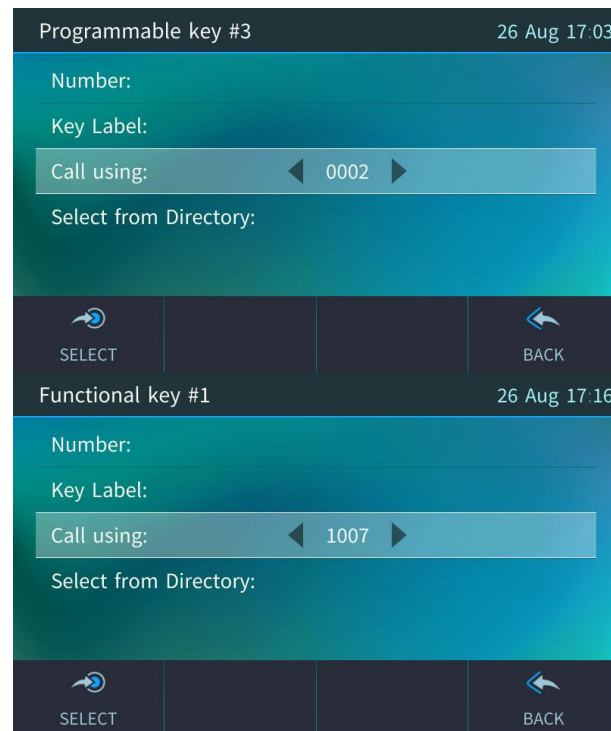 Programmable key #3 26 Aug 17:03
Number:
Key Label:
Call using: 0002
Select from Directory:
SELECT BACK
Functional key #1 26 Aug 17:16
Number:
Key Label:
Call using: 1007
Select from Directory:
SELECT BACK